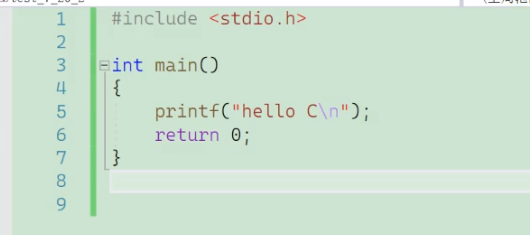 1 #include <stdio.h>
2
3 int main()
4 {
5     printf("hello C\n");
6     return 0;
7 }
8
9